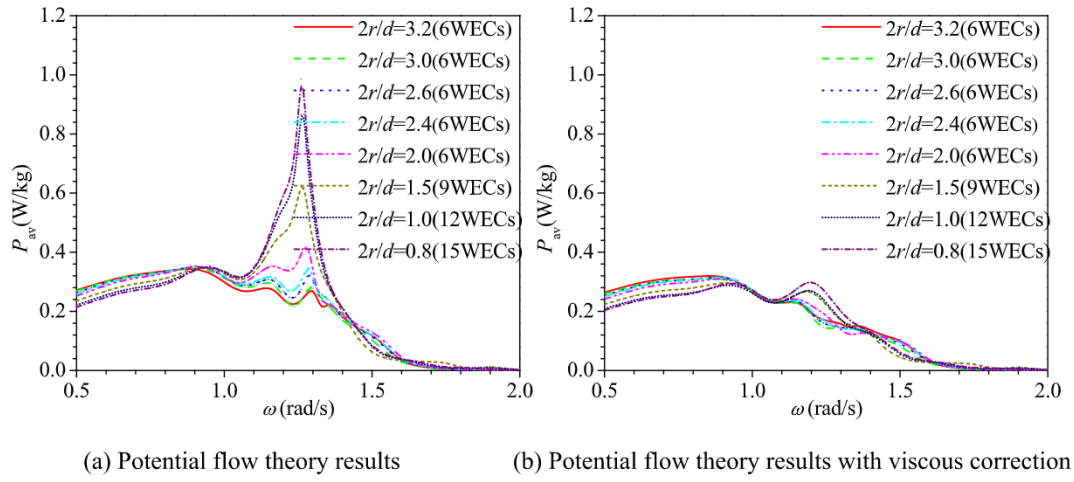 1.2
1.0
0.8
0.6
0.4
0.2
0.0
0.5
1.0
1.5
2.0
P_av(W/kg)
ω (rad/s)
2r/d=3.2(6WECs)
2r/d=3.0(6WECs)
2r/d=2.6(6WECs)
2r/d=2.4(6WECs)
2r/d=2.0(6WECs)
2r/d=1.5(9WECs)
2r/d=1.0(12WECs)
2r/d=0.8(15WECs)
(a) Potential flow theory results
1.2
1.0
0.8
0.6
0.4
0.2
0.0
0.5
1.0
1.5
2.0
P_av(W/kg)
ω (rad/s)
2r/d=3.2(6WECs)
2r/d=3.0(6WECs)
2r/d=2.6(6WECs)
2r/d=2.4(6WECs)
2r/d=2.0(6WECs)
2r/d=1.5(9WECs)
2r/d=1.0(12WECs)
2r/d=0.8(15WECs)
(b) Potential flow theory results with viscous correction